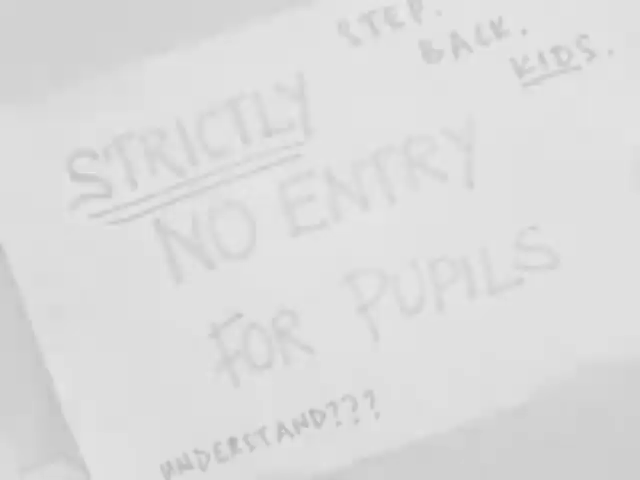 STEP.
BACK.
KIDS.
STRICTLY
NO ENTRY
FOR PUPILS
UNDERSTAND???